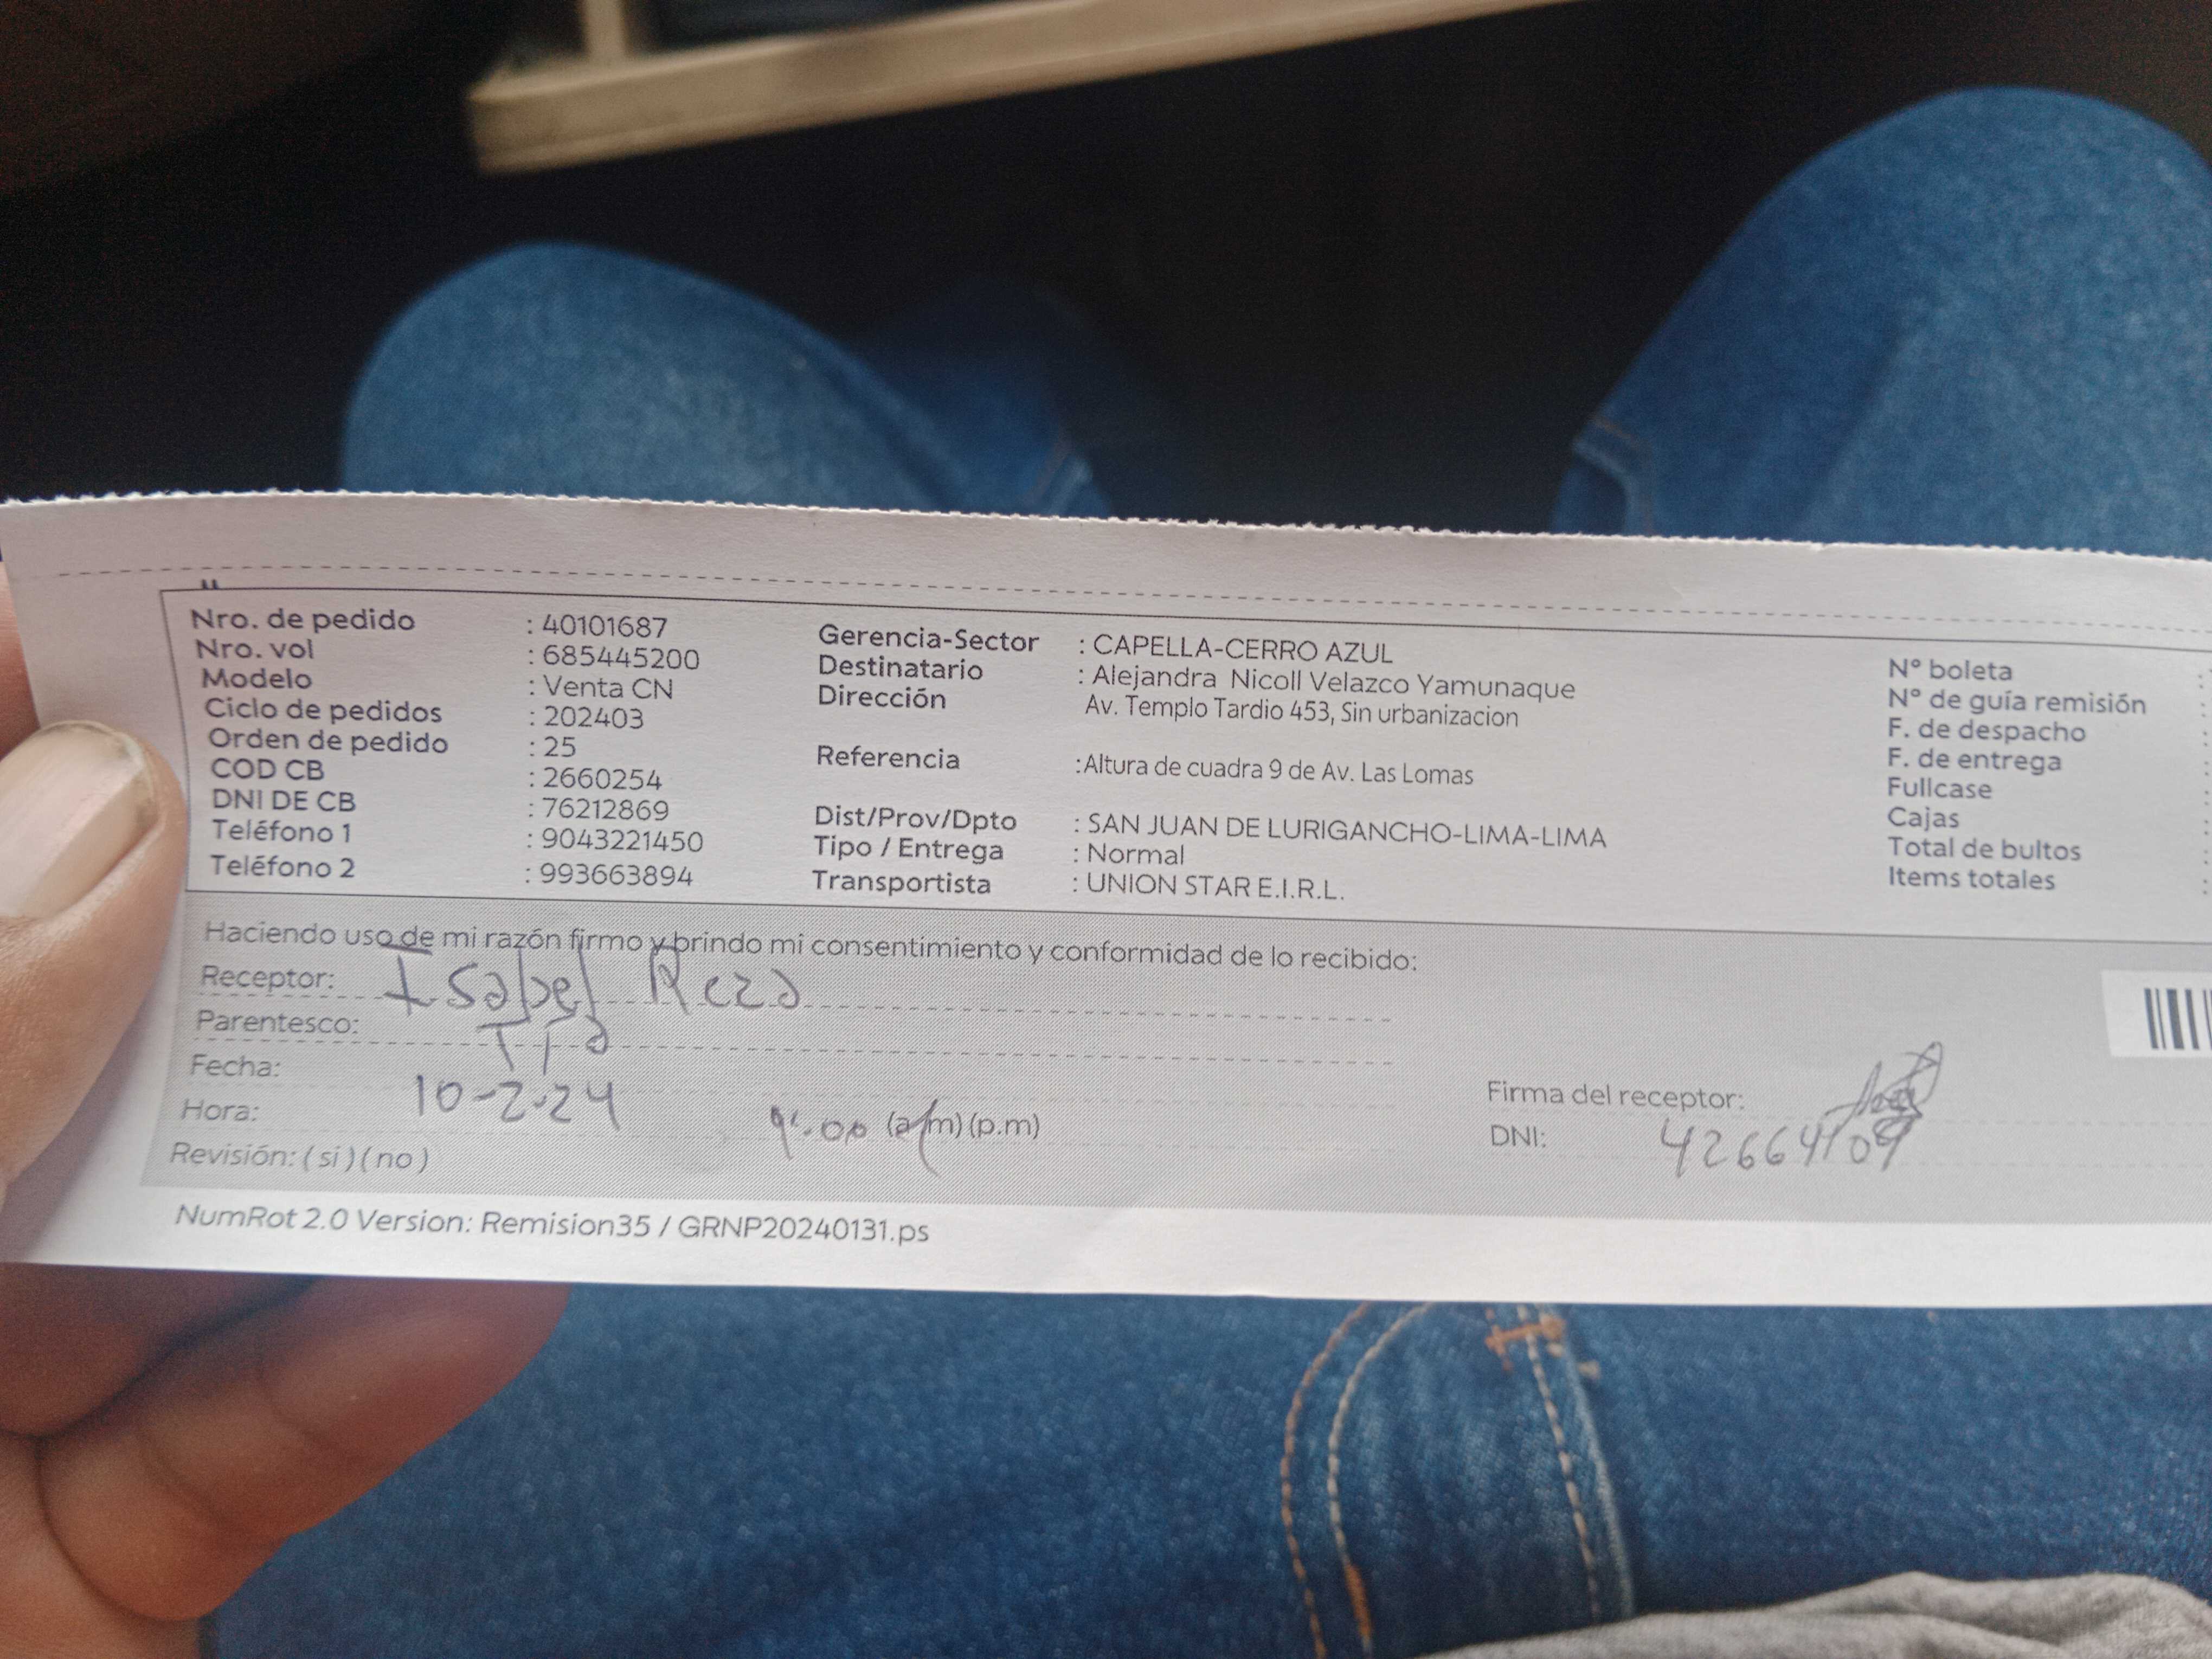 Nro. de pedido : 40101687
Nro. vol : 685445200
Modelo : Venta CN
Ciclo de pedidos : 202403
Orden de pedido : 25
COD CB : 2660254
DNI DE CB : 76212869
Teléfono 1 : 9043221450
Teléfono 2 : 993663894
Gerencia-Sector : CAPELLA-CERRO AZUL
Destinatario : Alejandra Nicoll Velazco Yamunaque
Dirección Av. Templo Tardio 453, Sin urbanizacion
Referencia :Altura de cuadra 9 de Av. Las Lomas
Dist/Prov/Dpto : SAN JUAN DE LURIGANCHO-LIMA-LIMA
Tipo / Entrega : Normal
Transportista : UNION STAR E.I.R.L.
N° boleta :
N° de guía remisión :
F. de despacho :
F. de entrega :
Fullcase :
Cajas :
Total de bultos :
Items totales :
Haciendo uso de mi razón firmo y brindo mi consentimiento y conformidad de lo recibido:
Receptor: Isabel
Parentesco: Tía
Fecha: 10-2-24
Hora: 9:00 (a.m) (p.m)
Revisión: ( si ) ( no )
Firma del receptor:
DNI: 42664109
NumRot 2.0 Version: Remision35 / GRNP20240131.ps